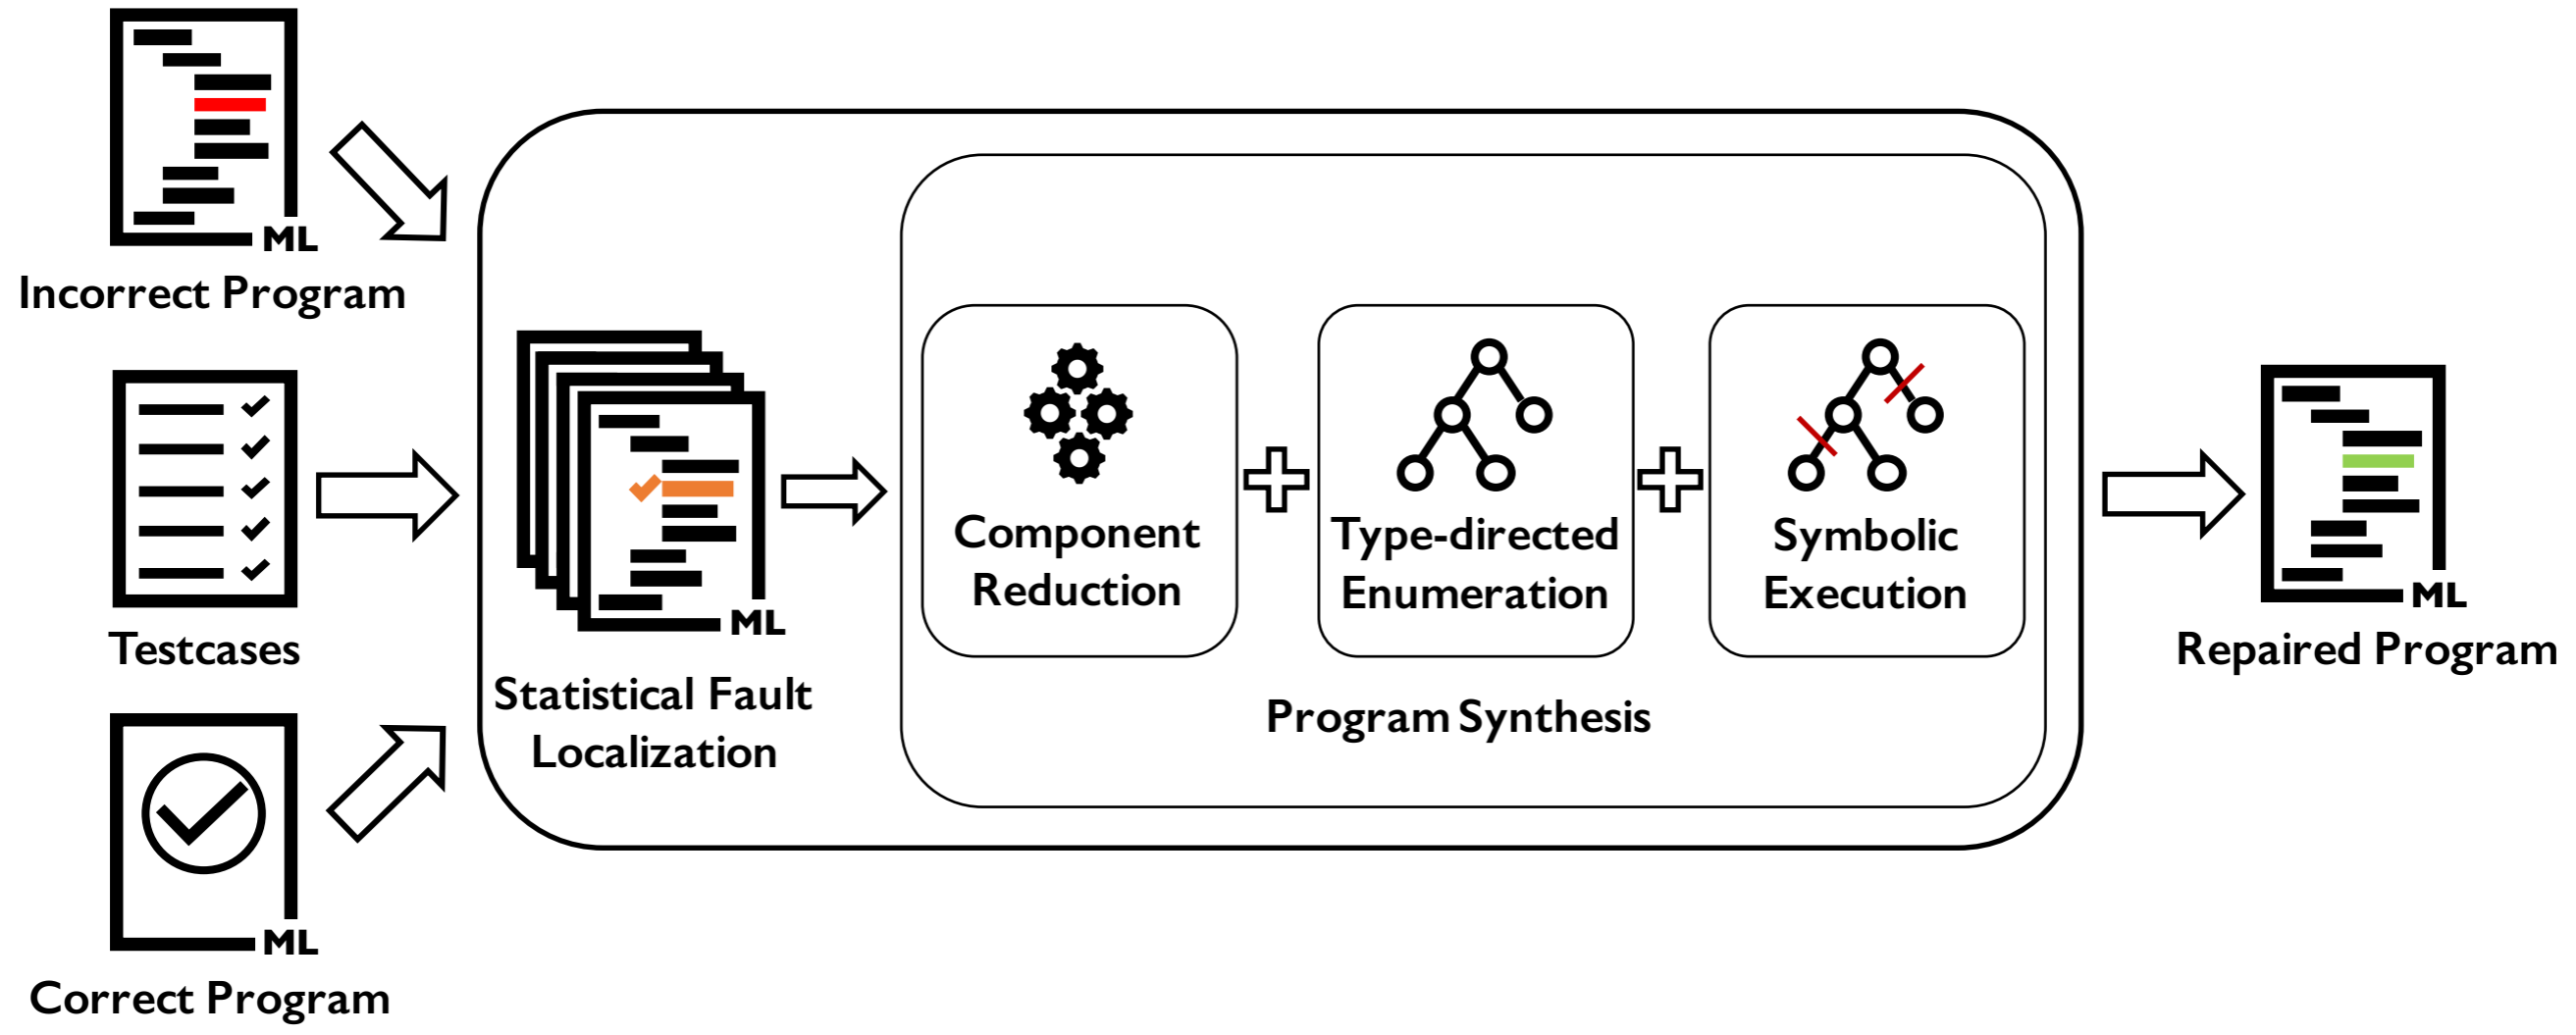 ML
Incorrect Program
Testcases
ML
Correct Program
ML
Statistical Fault
Localization
Component
Reduction
Type-directed
Enumeration
Symbolic
Execution
Program Synthesis
ML
Repaired Program